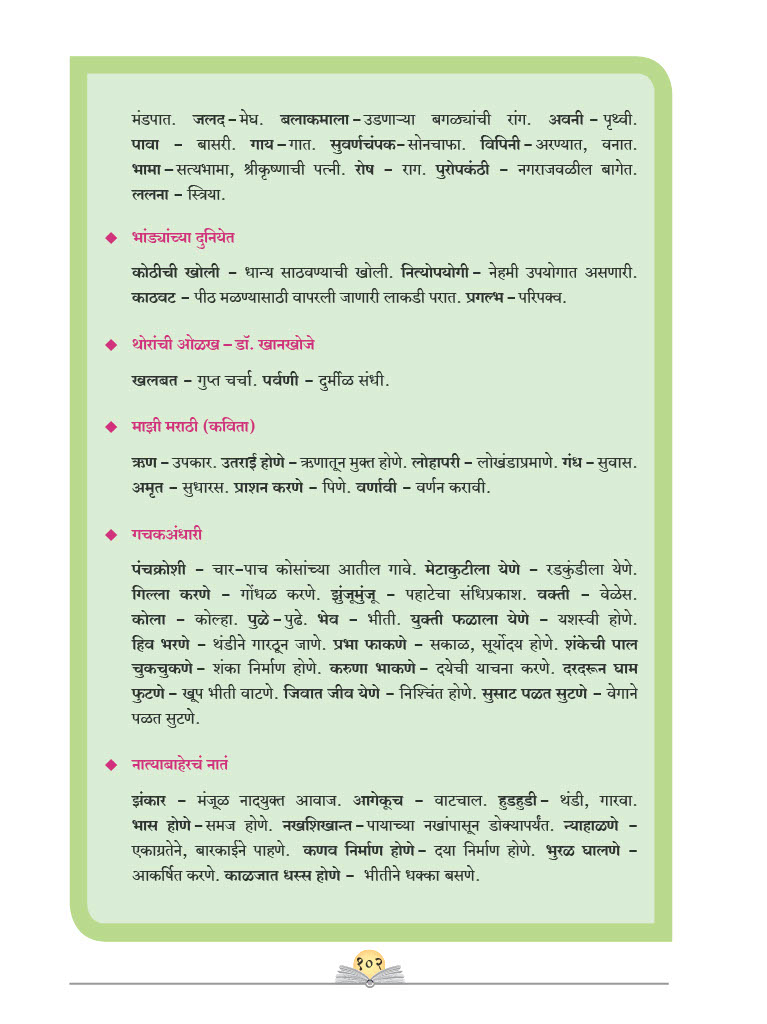 मंडपात. जलद – मेघ. बलाकमाला – उडणाऱ्या बगळ्यांची रांग. अवनी – पृथ्वी.
पावा – बासरी. गाय – गात. सुवर्णचंपक– सोनचाफा. विपिनी – अरण्यात, वनात.
भामा – सत्यभामा, श्रीकृष्णाची पत्नी. रोष – राग. पुरोपकंठी – नगराजवळील बागेत.
ललना – स्त्रिया.
◆ भांड्यांच्या दुनियेत
कोठीची खोली – धान्य साठवण्याची खोली. नित्योपयोगी – नेहमी उपयोगात असणारी.
काठवट – पीठ मळण्यासाठी वापरली जाणारी लाकडी परात. प्रगल्भ – परिपक्व.
◆ थोरांची ओळख – डॉ. खानखोजे
खलबत – गुप्त चर्चा. पर्वणी – दुर्मीळ संधी.
◆ माझी मराठी (कविता)
ऋण – उपकार. उतराई होणे – ऋणातून मुक्त होणे. लोहापरी – लोखंडाप्रमाणे. गंध – सुवास.
अमृत – सुधारस. प्राशन करणे – पिणे. वर्णावी – वर्णन करावी.
◆ गचकअंधारी
पंचक्रोशी – चार-पाच कोसांच्या आतील गावे. मेटाकुटीला येणे – रडकुंडीला येणे.
गिल्ला करणे – गोंधळ करणे. झुंजूमुंजू – पहाटेचा संधिप्रकाश. वक्ती – वेळेस.
कोला – कोल्हा. पुळे – पुढे. भेव – भीती. युक्ती फळाला येणे – यशस्वी होणे.
हिव भरणे – थंडीने गारठून जाणे. प्रभा फाकणे – सकाळ, सूर्योदय होणे. शंकेची पाल
चुकचुकणे – शंका निर्माण होणे. करुणा भाकणे – दयेची याचना करणे. दरदरून घाम
फुटणे – खूप भीती वाटणे. जिवात जीव येणे – निश्चिंत होणे. सुसाट पळत सुटणे – वेगाने
पळत सुटणे.
◆ नात्याबाहेरचं नातं
झंकार – मंजूळ नादयुक्त आवाज. आगेकूच – वाटचाल. हुडहुडी – थंडी, गारवा.
भास होणे – समज होणे. नखशिखान्त – पायाच्या नखांपासून डोक्यापर्यंत. न्याहाळणे –
एकाग्रतेने, बारकाईने पाहणे. कणव निर्माण होणे – दया निर्माण होणे. भुरळ घालणे –
आकर्षित करणे. काळजात धस्स होणे – भीतीने धक्का बसणे.
१०२